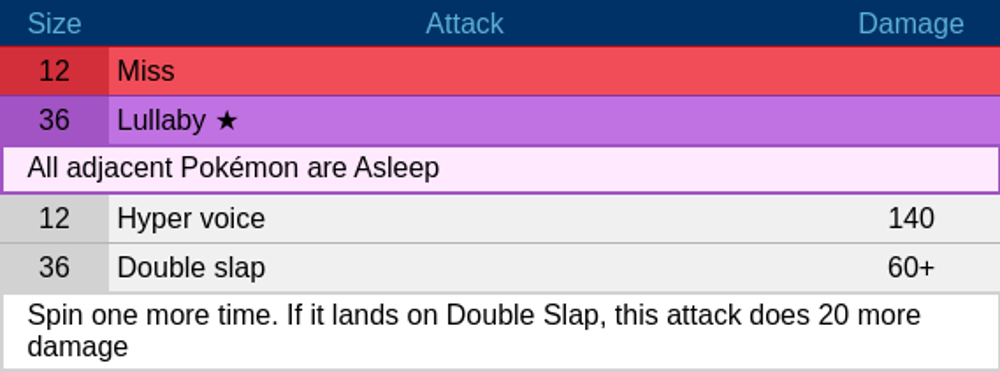 Size Attack Damage
12 Miss
36 Lullaby ★
All adjacent Pokémon are Asleep
12 Hyper voice 140
36 Double slap 60+
Spin one more time. If it lands on Double Slap, this attack does 20 more
damage